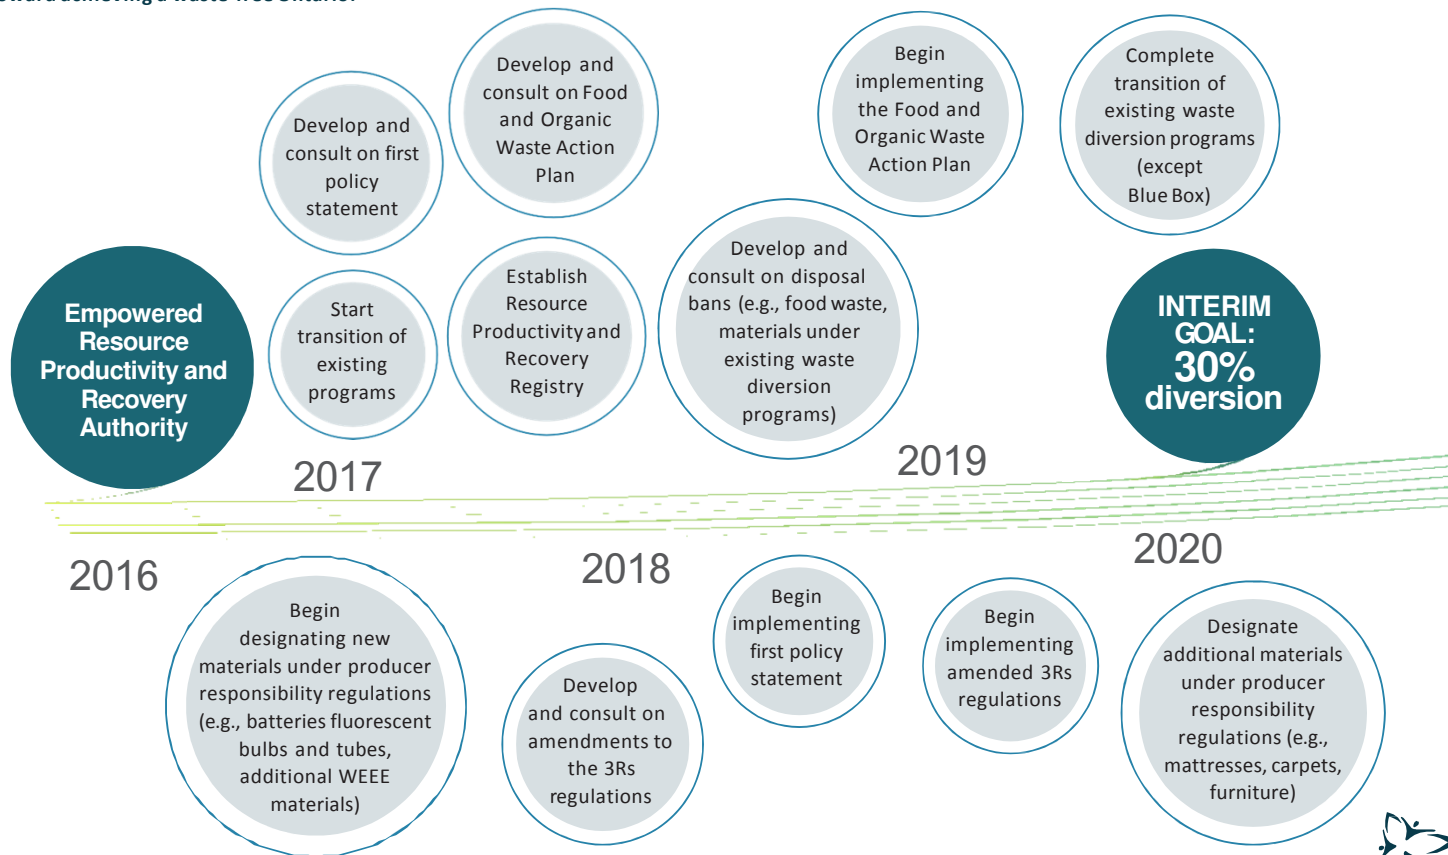 Develop and
consult on first
policy
statement
Develop and
consult on Food
and Organic
Waste Action
Plan
Begin
implementing
the Food and
Organic Waste
Action Plan
Complete
transition of
existing waste
diversion programs
(except
Blue Box)
Empowered
Resource
Productivity and
Recovery
Authority
Start
transition of
existing
programs
Establish
Resource
Productivity and
Recovery
Registry
Develop and
consult on disposal
bans (e.g., food waste,
materials under
existing waste
diversion
programs)
INTERIM
GOAL:
30%
diversion
2017
2019
2016
2018
2020
Begin
designating new
materials under producer
responsibility regulations
(e.g., batteries fluorescent
bulbs and tubes,
additional WEEE
materials)
Develop
and consult on
amendments to
the 3Rs
regulations
Begin
implementing
first policy
statement
Begin
implementing
amended 3Rs
regulations
Designate
additional materials
under producer
responsibility
regulations (e.g.,
mattresses, carpets,
furniture)